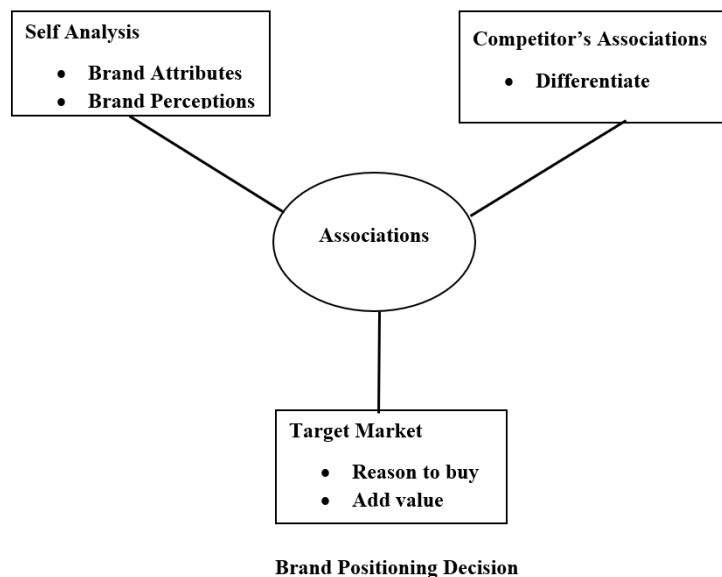 Self Analysis
• Brand Attributes
• Brand Perceptions
Competitor’s Associations
• Differentiate
Associations
Target Market
• Reason to buy
• Add value
Brand Positioning Decision